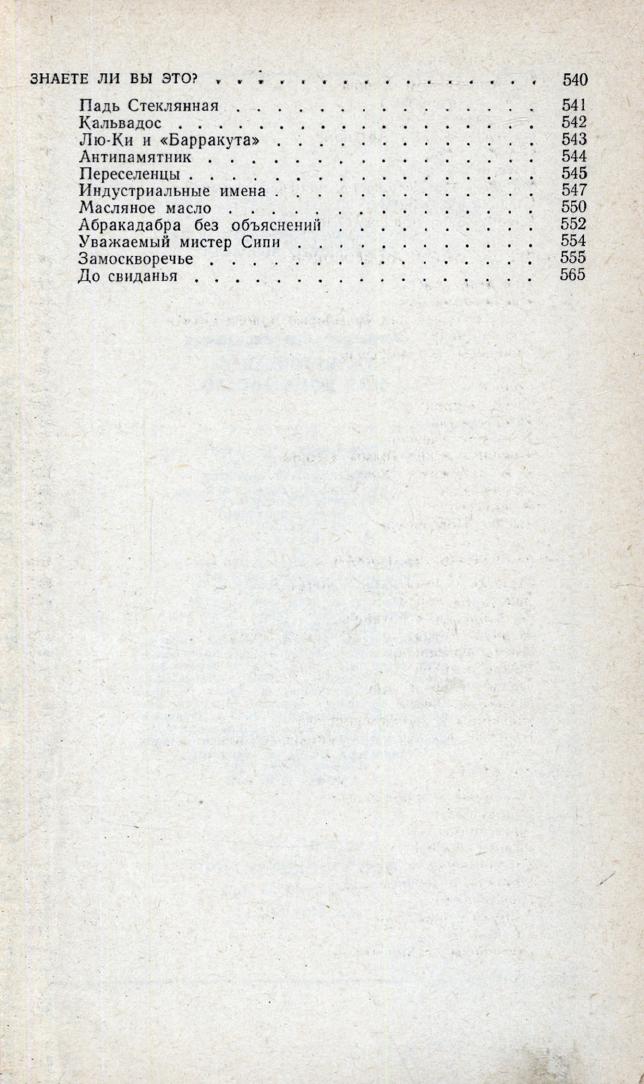 ЗНАЕТЕ ЛИ ВЫ ЭТО? . . . . . . . . . . . . . . . . . 540
Падь Стеклянная . . . . . . . . . . . . . 541
Кальвадос . . . . . . . . . . . . . . 542
Лю-Ки и «Барракута» . . . . . . . . . . . 543
Антипамятник . . . . . . . . . . . . . 544
Переселенцы . . . . . . . . . . . . . . 545
Индустриальные имена . . . . . . . . . . . 547
Масляное масло . . . . . . . . . . . . 550
Абракадабра без объяснений . . . . . . . . 552
Уважаемый мистер Сипи . . . . . . . . . 554
Замоскворечье . . . . . . . . . . . . . 555
До свиданья . . . . . . . . . . . . . 565